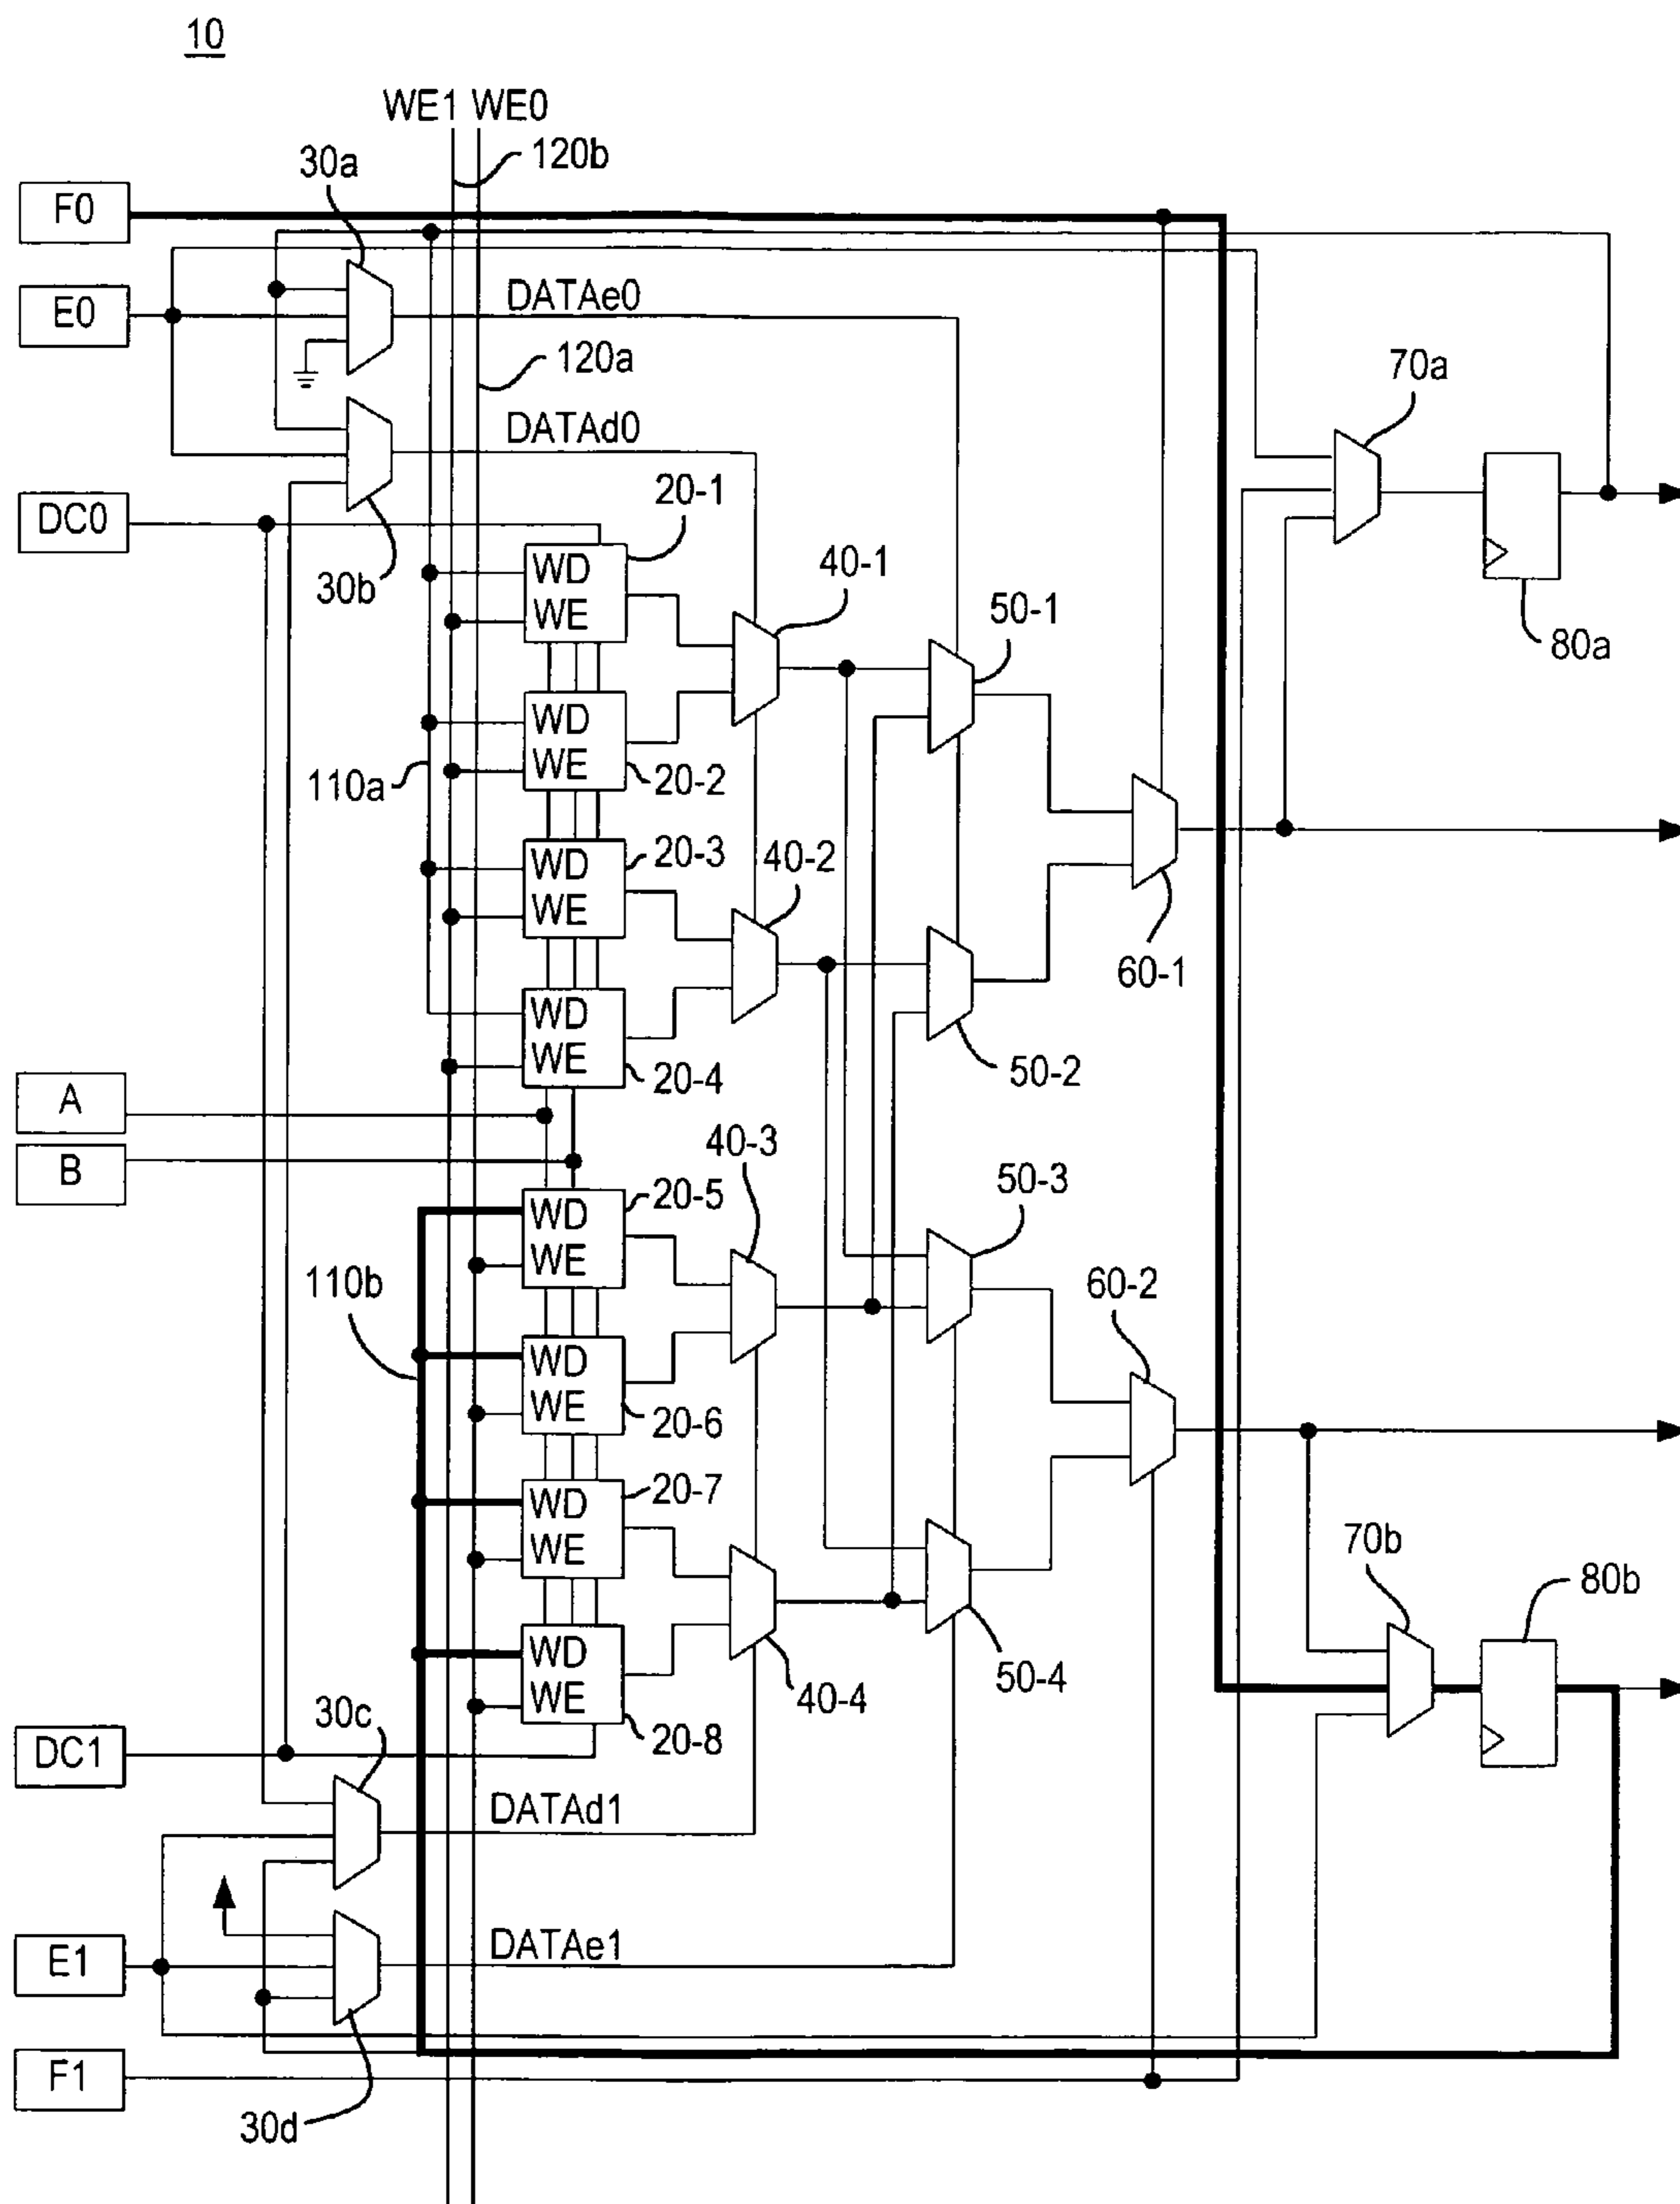 10
WE1 WE0
120b
30a
F0
E0
DATAe0
120a
70a
DATAd0
20-1
DC0
30b
WD
WE
40-1
50-1
80a
WD
WE
110a
20-2
WD
WE
20-3
40-2
60-1
WD
WE
20-4
50-2
A
B
40-3
WD
WE
20-5
50-3
110b
60-2
WD
WE
20-6
WD
WE
20-7
70b
80b
WD
WE
20-8
40-4
50-4
30c
DC1
DATAd1
E1
DATAe1
F1
30d